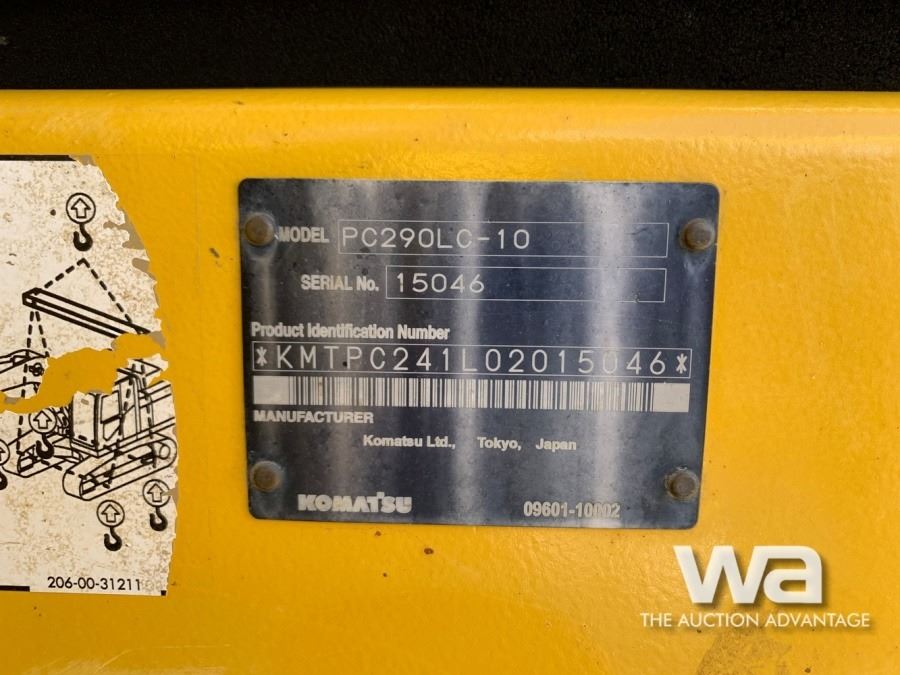 MODEL PC290LC-10
SERIAL No. 15046
Product Identification Number
*KMTPC241L02015046*
MANUFACTURER
Komatsu Ltd., Tokyo, Japan
KOMATSU 09601-10002
206-00-31211
wa
THE AUCTION ADVANTAGE